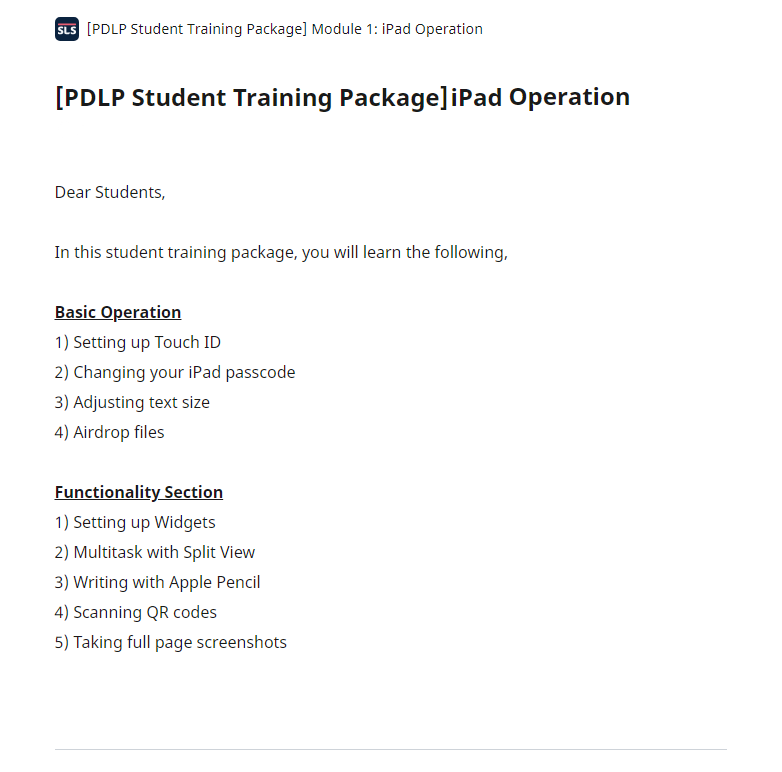 SLS [PDLP Student Training Package] Module 1: iPad Operation
[PDLP Student Training Package]iPad Operation
Dear Students,
In this student training package, you will learn the following,
Basic Operation
1) Setting up Touch ID
2) Changing your iPad passcode
3) Adjusting text size
4) Airdrop files
Functionality Section
1) Setting up Widgets
2) Multitask with Split View
3) Writing with Apple Pencil
4) Scanning QR codes
5) Taking full page screenshots